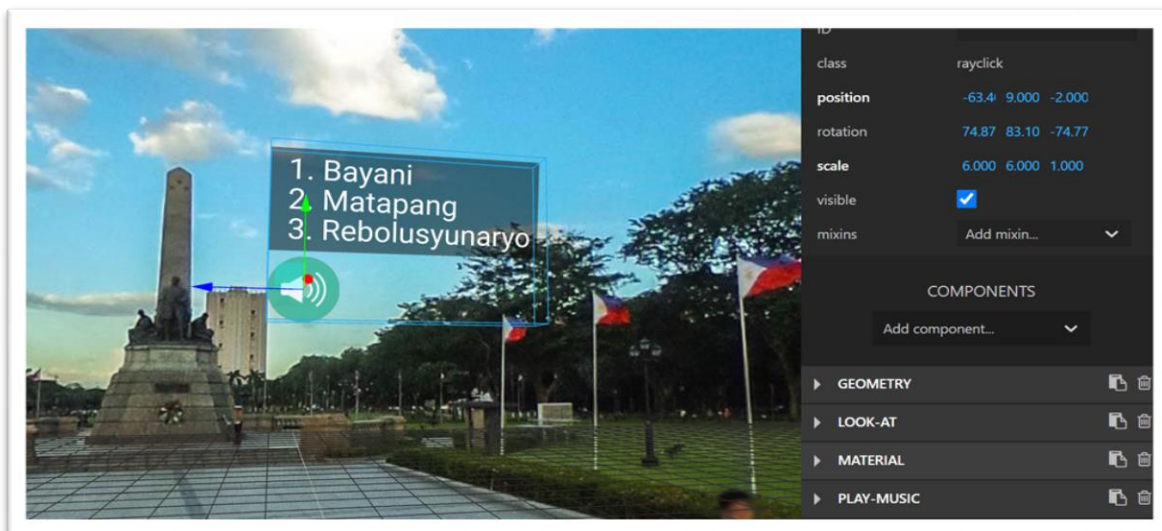 1. Bayani
2. Matapang
3. Rebolusyunaryo
ID
class rayclick
position -63.4 9.000 -2.000
rotation 74.87 83.10 -74.77
scale 6.000 6.000 1.000
visible
mixins Add mixin...
COMPONENTS
Add component...
GEOMETRY
LOOK-AT
MATERIAL
PLAY-MUSIC